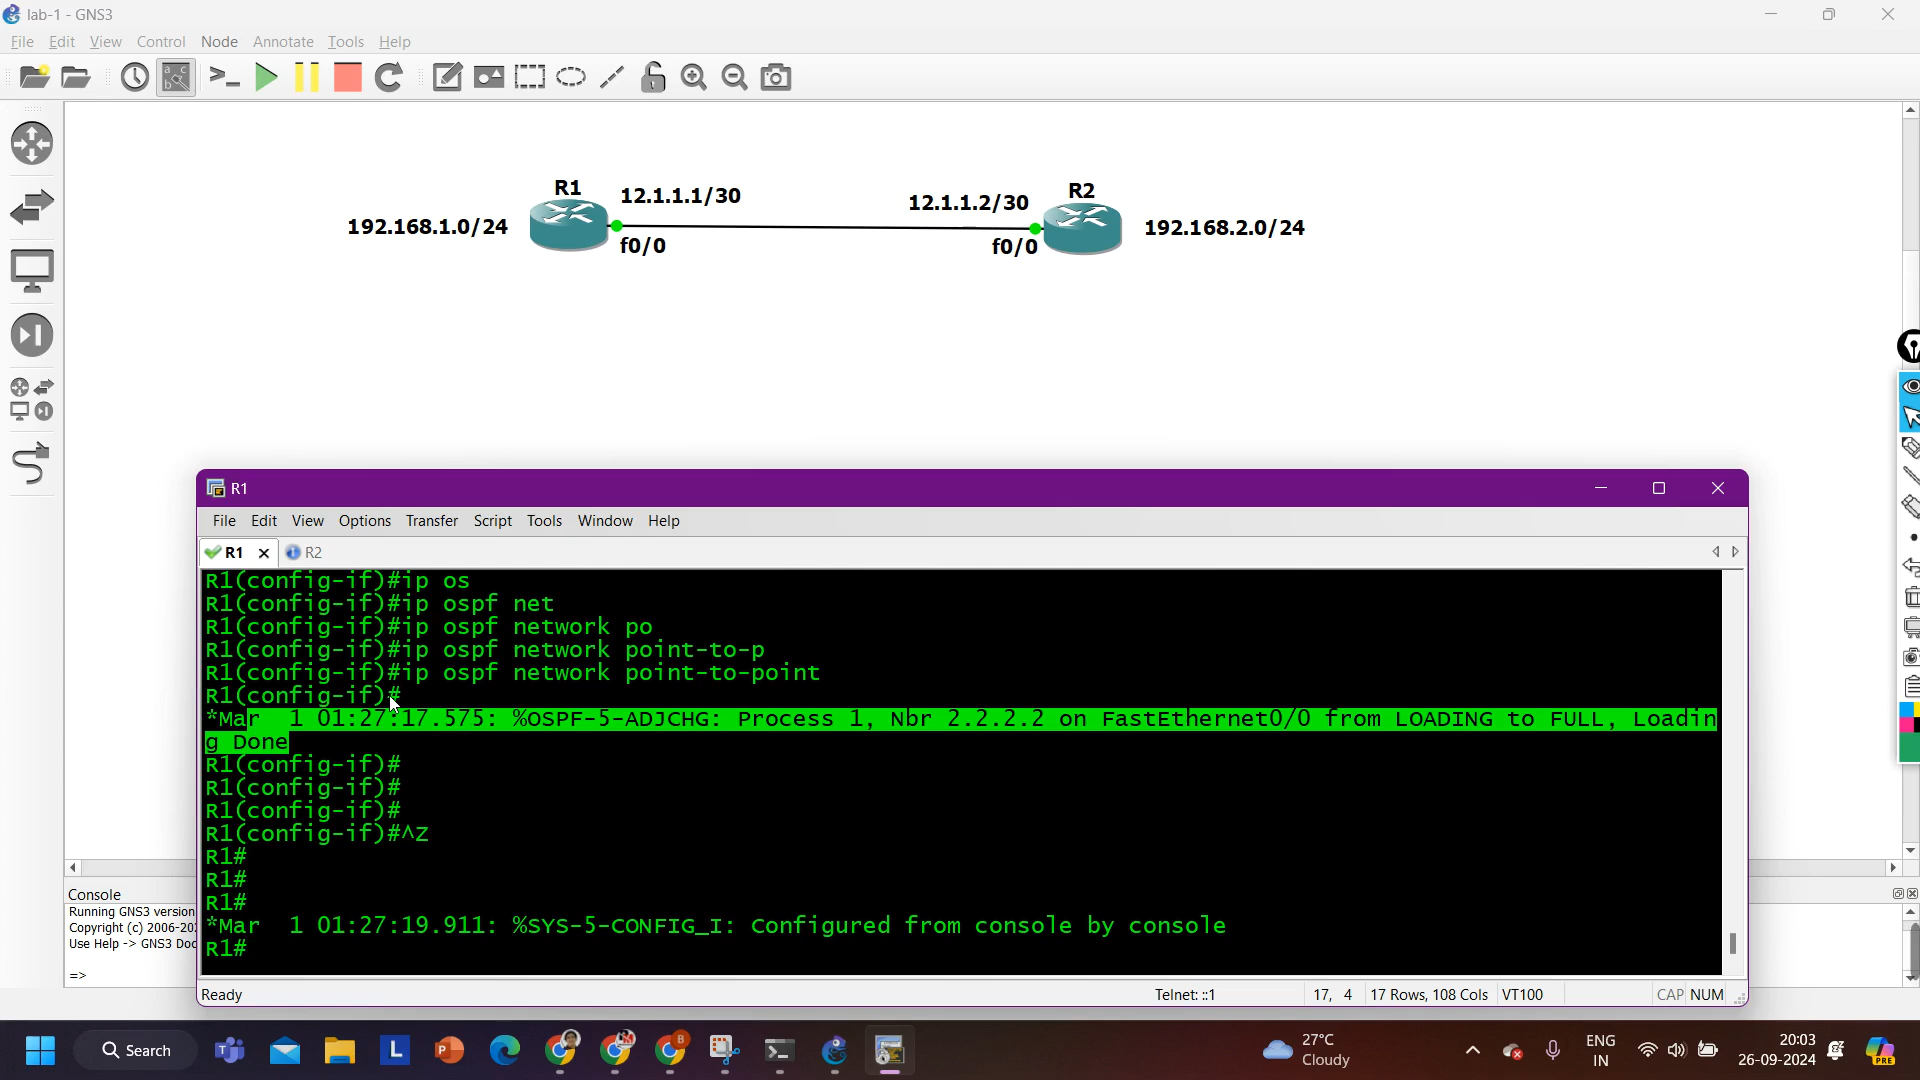 lab-1 - GNS3
File Edit View Control Node Annotate Tools Help
R1
12.1.1.1/30
12.1.1.2/30
R2
192.168.1.0/24
192.168.2.0/24
f0/0
f0/0
R1
File Edit View Options Transfer Script Tools Window Help
R1
R2
R1(config-if)#ip os
R1(config-if)#ip ospf net
R1(config-if)#ip ospf network po
R1(config-if)#ip ospf network point-to-p
R1(config-if)#ip ospf network point-to-point
R1(config-if)#
*Mar  1 01:27:17.575: %OSPF-5-ADJCHG: Process 1, Nbr 2.2.2.2 on FastEthernet0/0 from LOADING to FULL, Loadin
g Done
R1(config-if)#
R1(config-if)#
R1(config-if)#
R1(config-if)#^Z
R1#
R1#
R1#
*Mar  1 01:27:19.911: %SYS-5-CONFIG_I: Configured from console by console
R1#
Console
Running GNS3 version
Copyright (c) 2006-20
Use Help -> GNS3 Doc
=>
Ready
Telnet: ::1
17, 4
17 Rows, 108 Cols
VT100
CAP NUM
Search
27°C
Cloudy
ENG
IN
20:03
26-09-2024
PRE